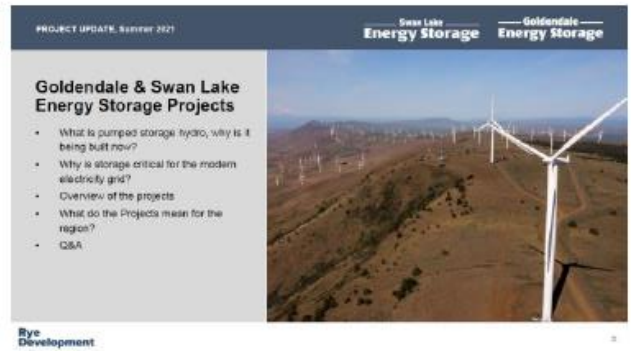 PROJECT UPDATE, Summer 2021
Swan Lake
Energy Storage
Goldendale
Energy Storage
Goldendale & Swan Lake
Energy Storage Projects
• What is pumped storage hydro, why is it
being built now?
• Why is storage critical for the modern
electricity grid?
• Overview of the projects
• What do the Projects mean for the
region?
• Q&A
Rye
Development